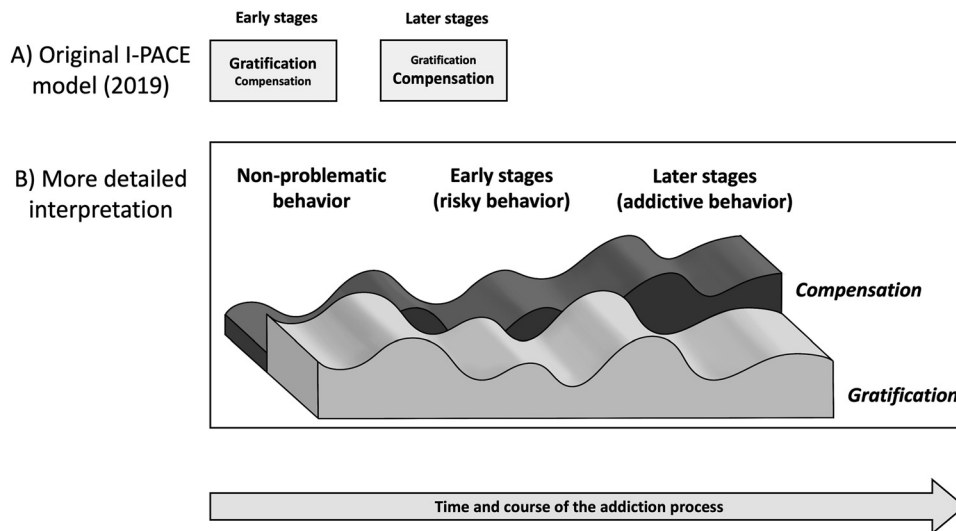 Early stages
Later stages
A) Original I-PACE
model (2019)
Gratification
Compensation
Gratification
Compensation
B) More detailed
interpretation
Non-problematic
behavior
Early stages
(risky behavior)
Later stages
(addictive behavior)
Compensation
Gratification
Time and course of the addiction process